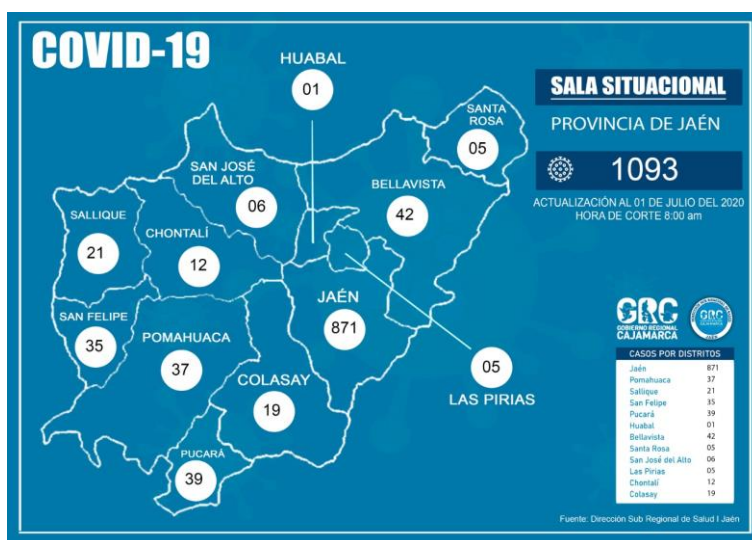 COVID-19
HUABAL
01
SANTA
ROSA
05
SAN JOSÉ
DEL ALTO
06
BELLAVISTA
42
SALLIQUE
21
CHONTALÍ
12
JAÉN
871
SAN FELIPE
35
POMAHUACA
37
COLASAY
19
05
LAS PIRIAS
PUCARÁ
39
SALA SITUACIONAL
PROVINCIA DE JAÉN
1093
ACTUALIZACIÓN AL 01 DE JULIO DEL 2020
HORA DE CORTE 8:00 am
GRC
GOBIERNO REGIONAL
CAJAMARCA
GRC
JAÉN
CASOS POR DISTRITOS
Jaén 871
Pomahuaca 37
Sallique 21
San Felipe 35
Pucará 39
Huabal 01
Bellavista 42
Santa Rosa 05
San José del Alto 06
Las Pirias 05
Chontalí 12
Colasay 19
Fuente: Dirección Sub Regional de Salud I Jaén